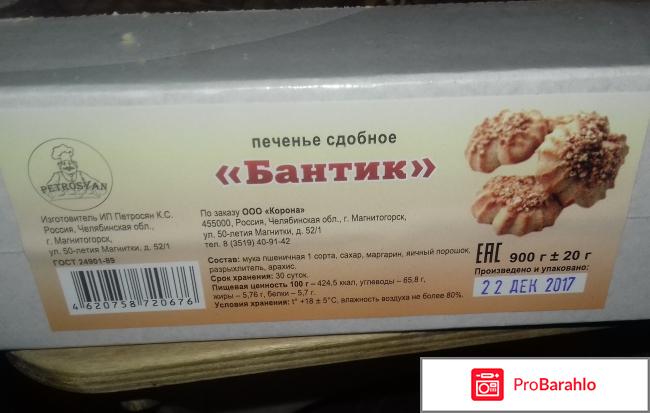 печенье сдобное
«Бантик»
PETROSYAN
Изготовитель ИП Петросян К.С.
Россия, Челябинская обл.,
г. Магнитогорск,
ул. 50-летия Магнитки, д. 52/1
ГОСТ 24901-89
4620758720676
По заказу ООО «Корона»
455000, Россия, Челябинская обл., г. Магнитогорск,
ул. 50-летия Магнитки, д. 52/1
тел. 8 (3519) 40-91-42
Состав: мука пшеничная 1 сорта, сахар, маргарин, яичный порошок,
разрыхлитель, арахис.
Срок хранения: 30 суток.
Пищевая ценность 100 г – 424,5 ккал, углеводы – 65,8 г,
жиры – 5,76 г, белки – 5,7 г.
Условия хранения: t° +18 ± 5°С, влажность воздуха не более 80%.
ЕАС 900 г ± 20 г
Произведено и упаковано:
22 ДЕК 2017
ProBarahlo